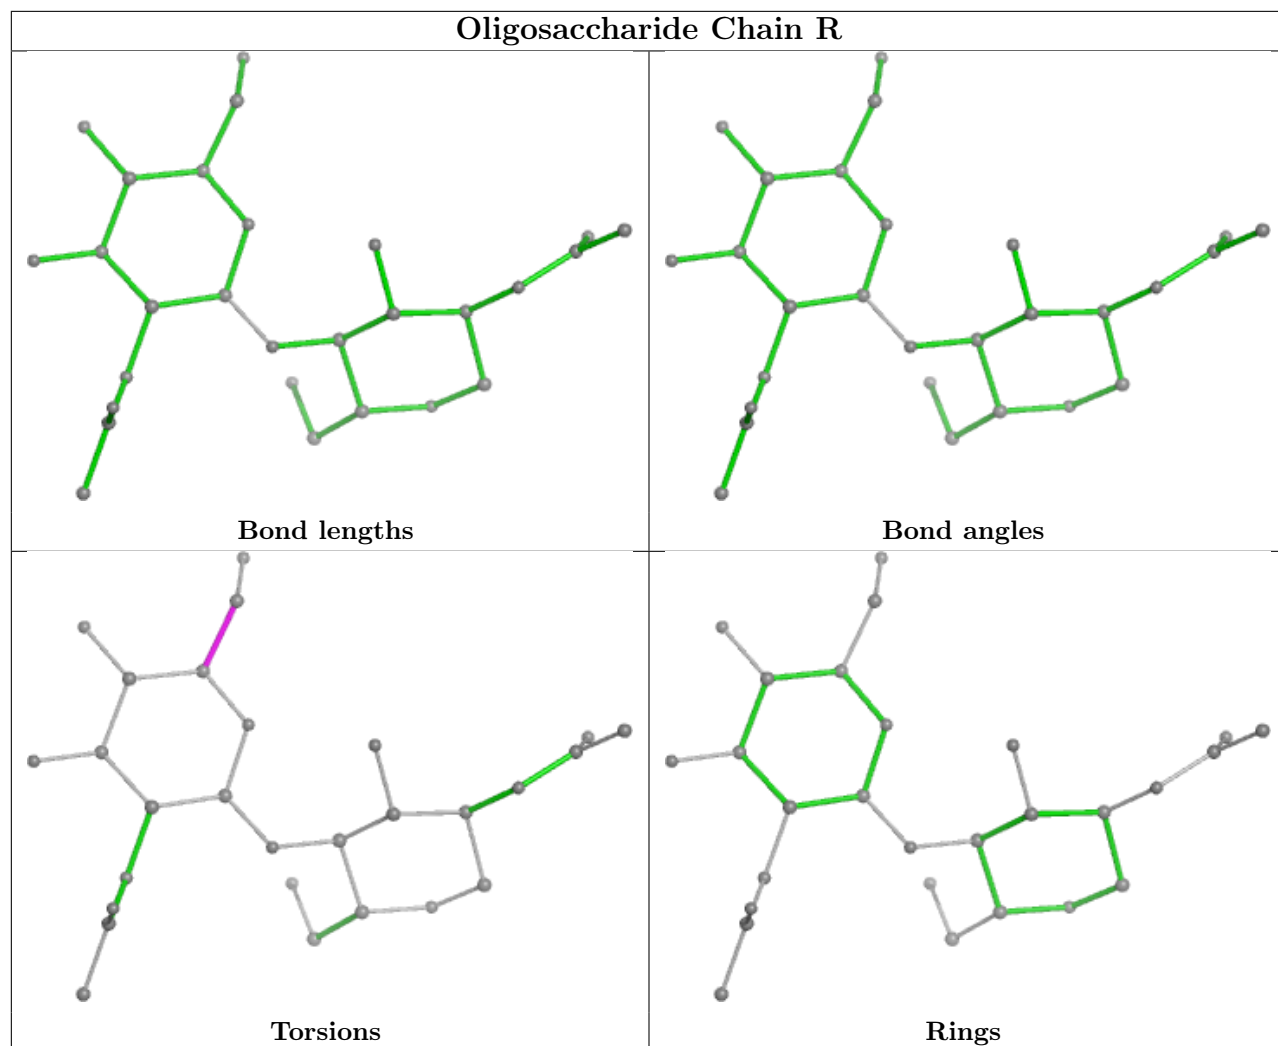 Oligosaccharide Chain R
Bond lengths
Bond angles
Torsions
Rings